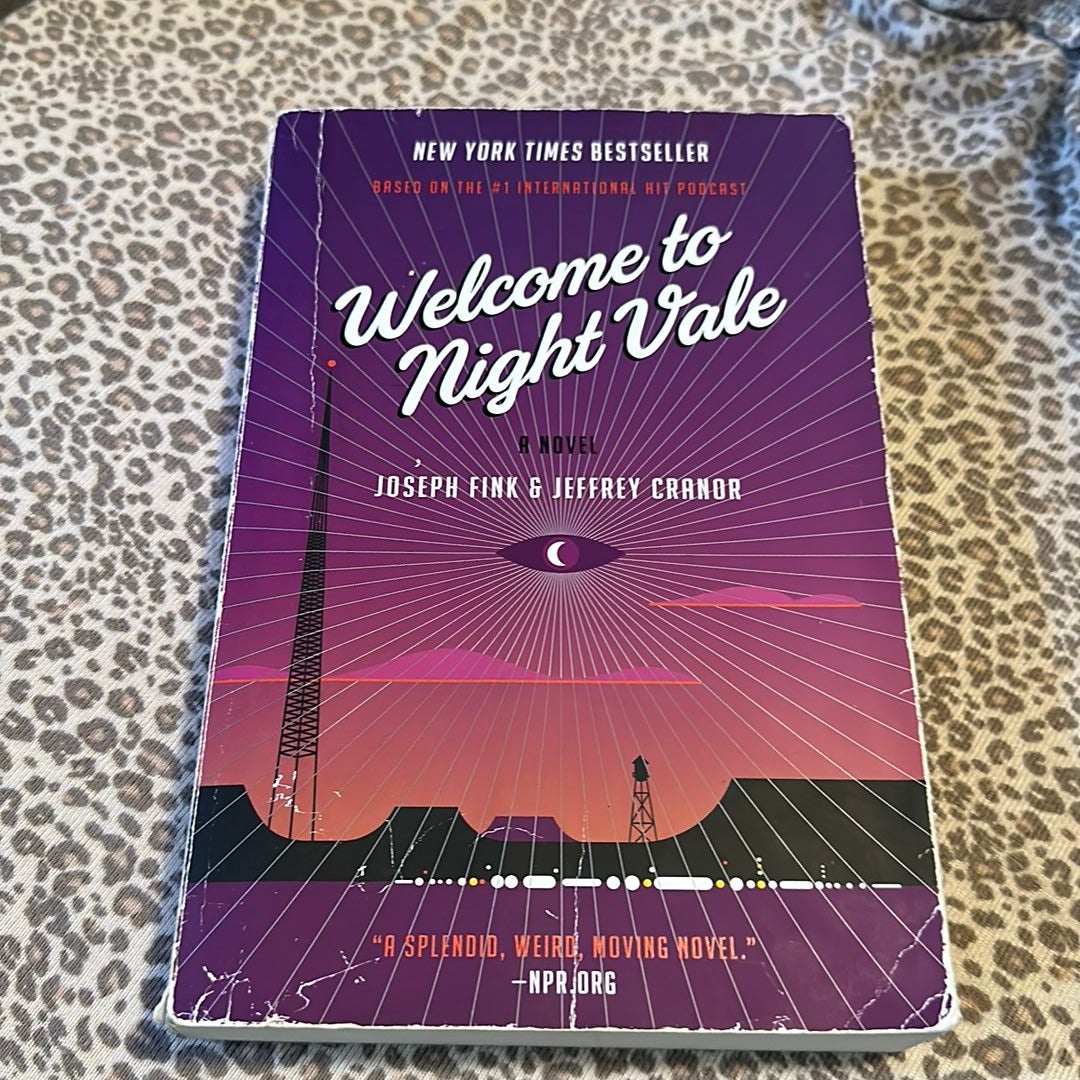 NEW YORK TIMES BESTSELLER
BASED ON THE #1 INTERNATIONAL HIT PODCAST
Welcome to
Night Vale
A NOVEL
JOSEPH FINK & JEFFREY CRANOR
"A SPLENDID, WEIRD, MOVING NOVEL."
—NPR.ORG